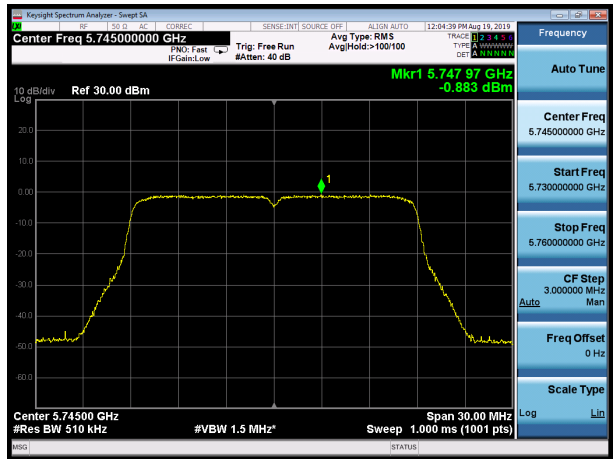 Keysight Spectrum Analyzer - Swept SA
RF 50 Ω AC CORREC SENSE:INT SOURCE OFF ALIGN AUTO 12:04:39 PM Aug 19, 2019
Center Freq 5.745000000 GHz
PNO: Fast
IFGain:Low
Trig: Free Run
#Atten: 40 dB
Avg Type: RMS
Avg|Hold:>100/100
TRACE 1 2 3 4 5 6
TYPE A WWWWW
DET A N N N N N
Frequency
Mkr1 5.747 97 GHz
-0.883 dBm
10 dB/div Ref 30.00 dBm
Log
20.0
10.0
0.00
-10.0
-20.0
-30.0
-40.0
-50.0
-60.0
1
Center 5.74500 GHz Span 30.00 MHz
#Res BW 510 kHz #VBW 1.5 MHz* Sweep 1.000 ms (1001 pts)
MSG STATUS
Auto Tune
Center Freq
5.745000000 GHz
Start Freq
5.730000000 GHz
Stop Freq
5.760000000 GHz
CF Step
3.000000 MHz
Auto Man
Freq Offset
0 Hz
Scale Type
Log Lin